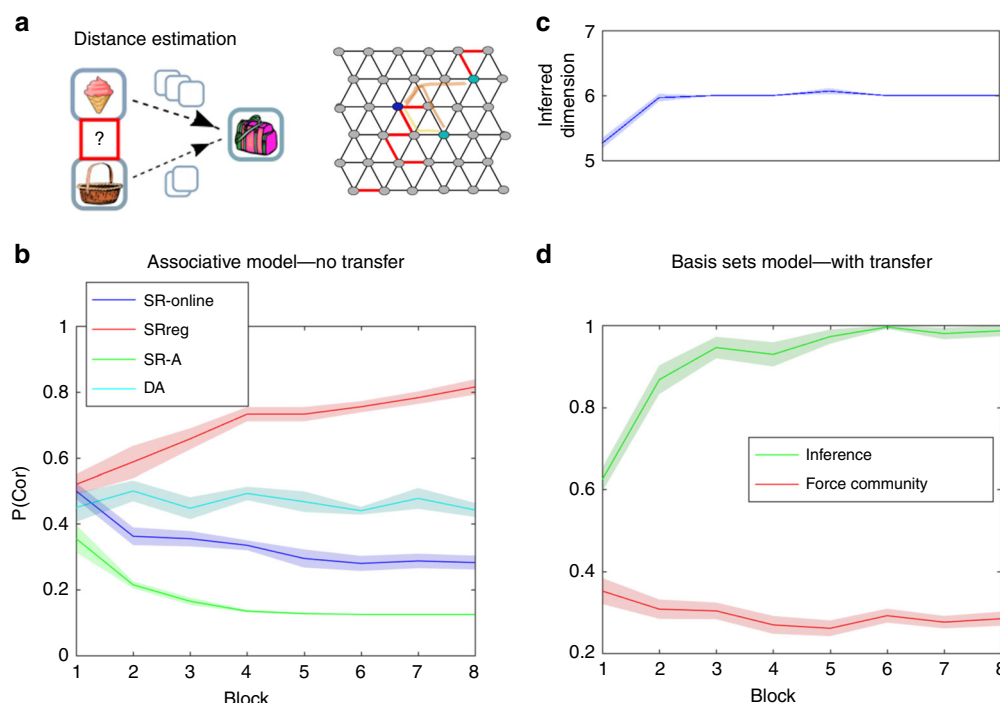 a
Distance estimation
?
c
7
6
5
Inferred
dimension
b
Associative model—no transfer
SR-online
SRreg
SR-A
DA
1
0.8
0.6
0.4
0.2
0
P(Cor)
1 2 3 4 5 6 7 8
Block
d
Basis sets model—with transfer
1
0.8
0.6
0.4
0.2
Inference
Force community
1 2 3 4 5 6 7 8
Block